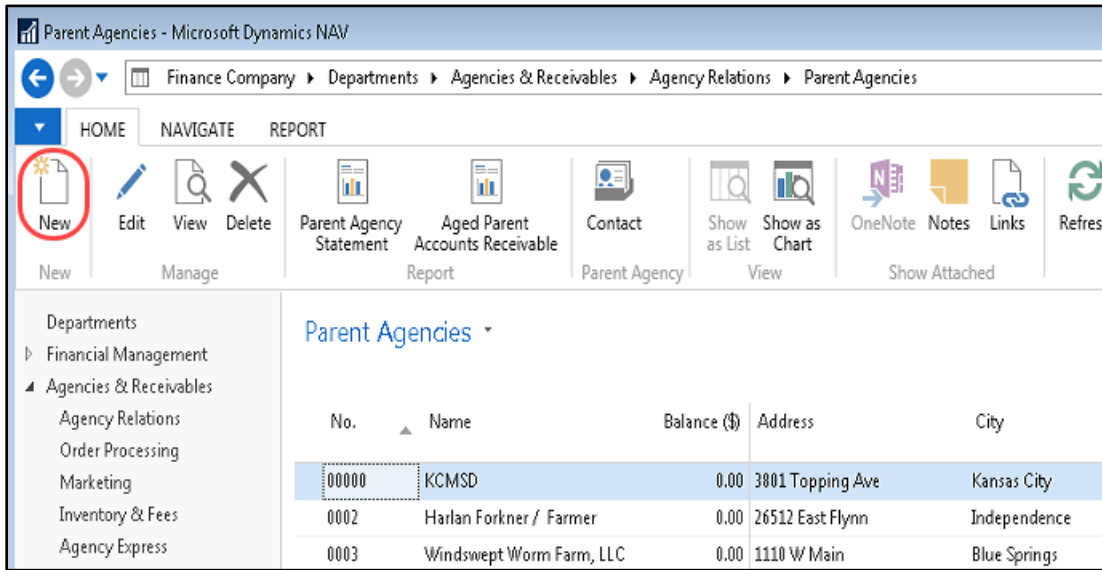 Parent Agencies - Microsoft Dynamics NAV
Finance Company ▸ Departments ▸ Agencies & Receivables ▸ Agency Relations ▸ Parent Agencies
HOME NAVIGATE REPORT
New Edit View Delete Parent Agency Statement Aged Parent Accounts Receivable Contact Show as List Show as Chart OneNote Notes Links Refres
New Manage Report Parent Agency View Show Attached
Departments
Financial Management
Agencies & Receivables
Agency Relations
Order Processing
Marketing
Inventory & Fees
Agency Express
Parent Agencies
No. Name Balance ($) Address City
00000 KCMSD 0.00 3801 Topping Ave Kansas City
0002 Harlan Forkner / Farmer 0.00 26512 East Flynn Independence
0003 Windswept Worm Farm, LLC 0.00 1110 W Main Blue Springs